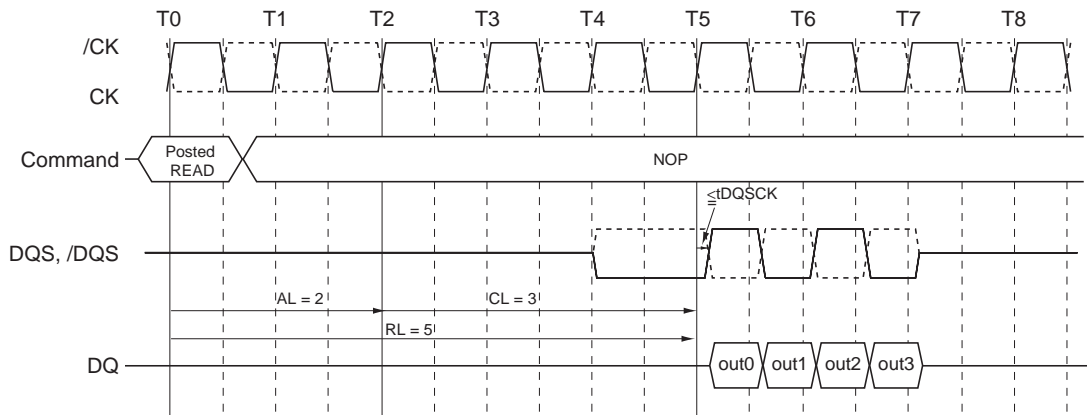 T0 T1 T2 T3 T4 T5 T6 T7 T8
/CK
CK
Command
Posted
READ
NOP
≦tDQSCK
DQS, /DQS
AL = 2
CL = 3
RL = 5
DQ
out0 out1 out2 out3